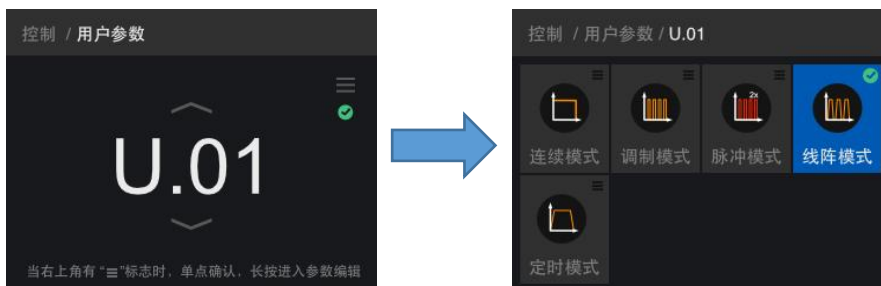 控制 / 用户参数
U.01
当右上角有 "≡"标志时，单点确认，长按进入参数编辑
控制 / 用户参数 / U.01
2x
连续模式
调制模式
脉冲模式
线阵模式
定时模式